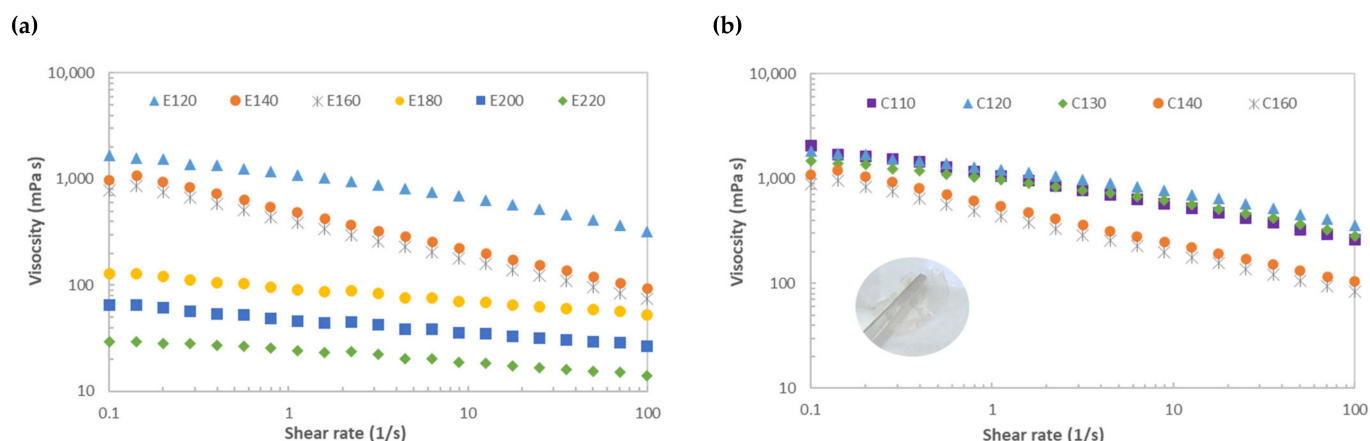 (a)
(b)
10,000
E120 E140 E160 E180 E200 E220
1,000
100
10
0.1 1 10 100
Visocsity (mPa s)
Shear rate (1/s)
10,000
C110 C120 C130 C140 C160
1,000
100
10
0.1 1 10 100
Viscosity (mPa s)
Shear rate (1/s)